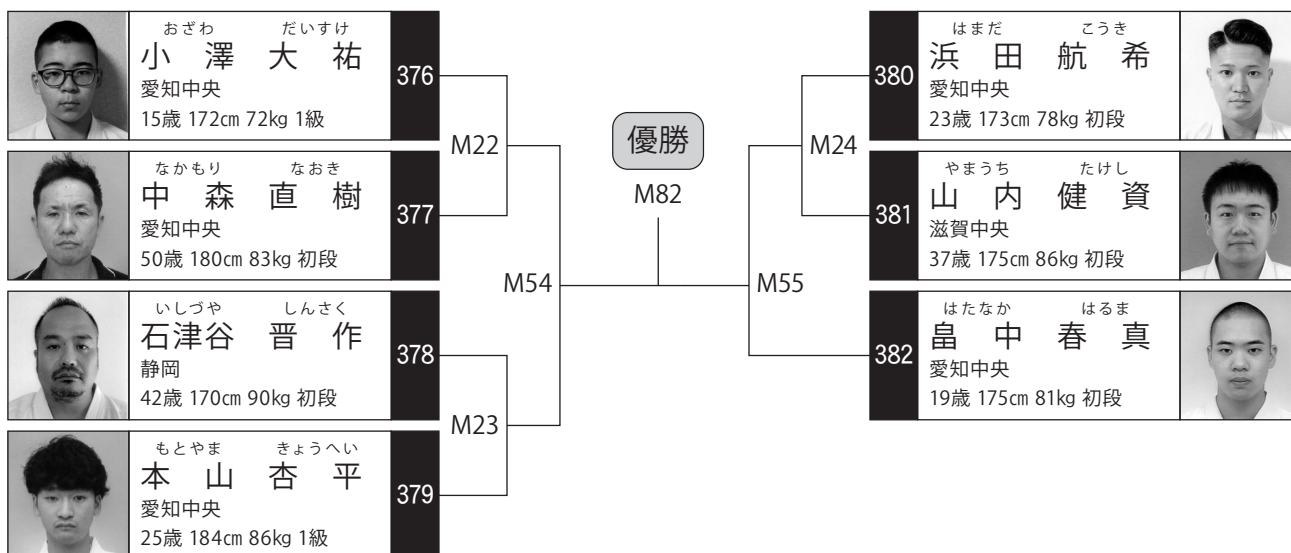 おざわ だいすけ
小澤 大祐
愛知中央
15歳 172㎝ 72kg 1級
376
なかもり なおき
中森 直樹
愛知中央
50歳 180㎝ 83kg 初段
377
いしづや しんさく
石津谷 晋作
静岡
42歳 170㎝ 90kg 初段
378
もとやま きょうへい
本山 杏平
愛知中央
25歳 184㎝ 86kg 1級
379
M22
M23
M54
優勝
M82
M55
M24
380
はまだ こうき
浜田 航希
愛知中央
23歳 173㎝ 78kg 初段
381
やまうち たけし
山内 健資
滋賀中央
37歳 175㎝ 86kg 初段
382
はたなか はるま
畠中 春真
愛知中央
19歳 175㎝ 81kg 初段